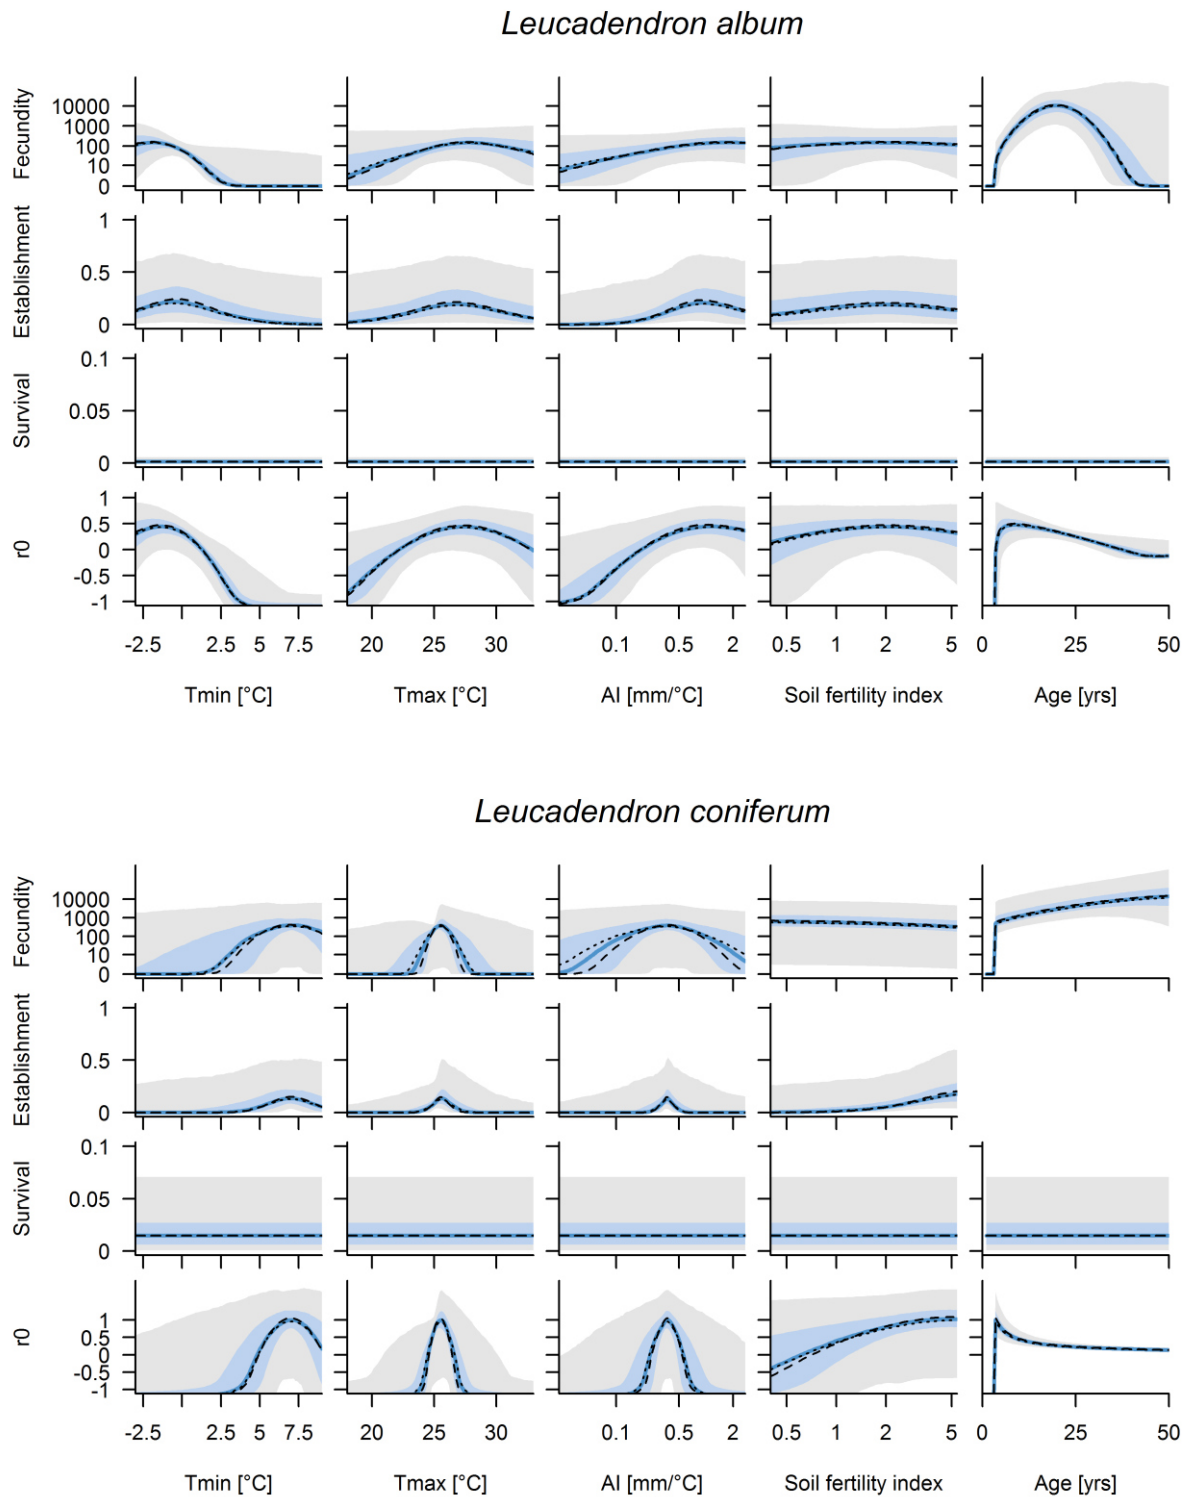 Leucadendron album
Fecundity
10000
1000
100
10
0
Establishment
1
0.5
0
Survival
0.1
0.05
0
r0
1
0.5
0
-0.5
-1
-2.5 2.5 5 7.5 20 25 30 0.1 0.5 2 0.5 1 2 5 0 25 50
Tmin [°C] Tmax [°C] AI [mm/°C] Soil fertility index Age [yrs]
Leucadendron coniferum
Fecundity
10000
1000
100
10
0
Establishment
1
0.5
0
Survival
0.1
0.05
0
r0
1
0.5
-0.5
-1
-2.5 2.5 5 7.5 20 25 30 0.1 0.5 2 0.5 1 2 5 0 25 50
Tmin [°C] Tmax [°C] AI [mm/°C] Soil fertility index Age [yrs]